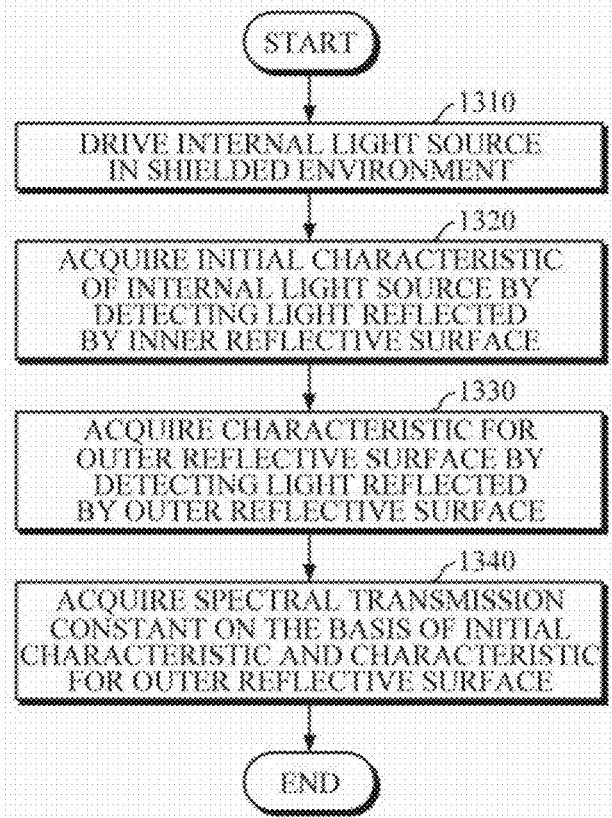 START
1310
DRIVE INTERNAL LIGHT SOURCE
IN SHIELDED ENVIRONMENT
1320
ACQUIRE INITIAL CHARACTERISTIC
OF INTERNAL LIGHT SOURCE BY
DETECTING LIGHT REFLECTED
BY INNER REFLECTIVE SURFACE
1330
ACQUIRE CHARACTERISTIC FOR
OUTER REFLECTIVE SURFACE BY
DETECTING LIGHT REFLECTED
BY OUTER REFLECTIVE SURFACE
1340
ACQUIRE SPECTRAL TRANSMISSION
CONSTANT ON THE BASIS OF INITIAL
CHARACTERISTIC AND CHARACTERISTIC
FOR OUTER REFLECTIVE SURFACE
END